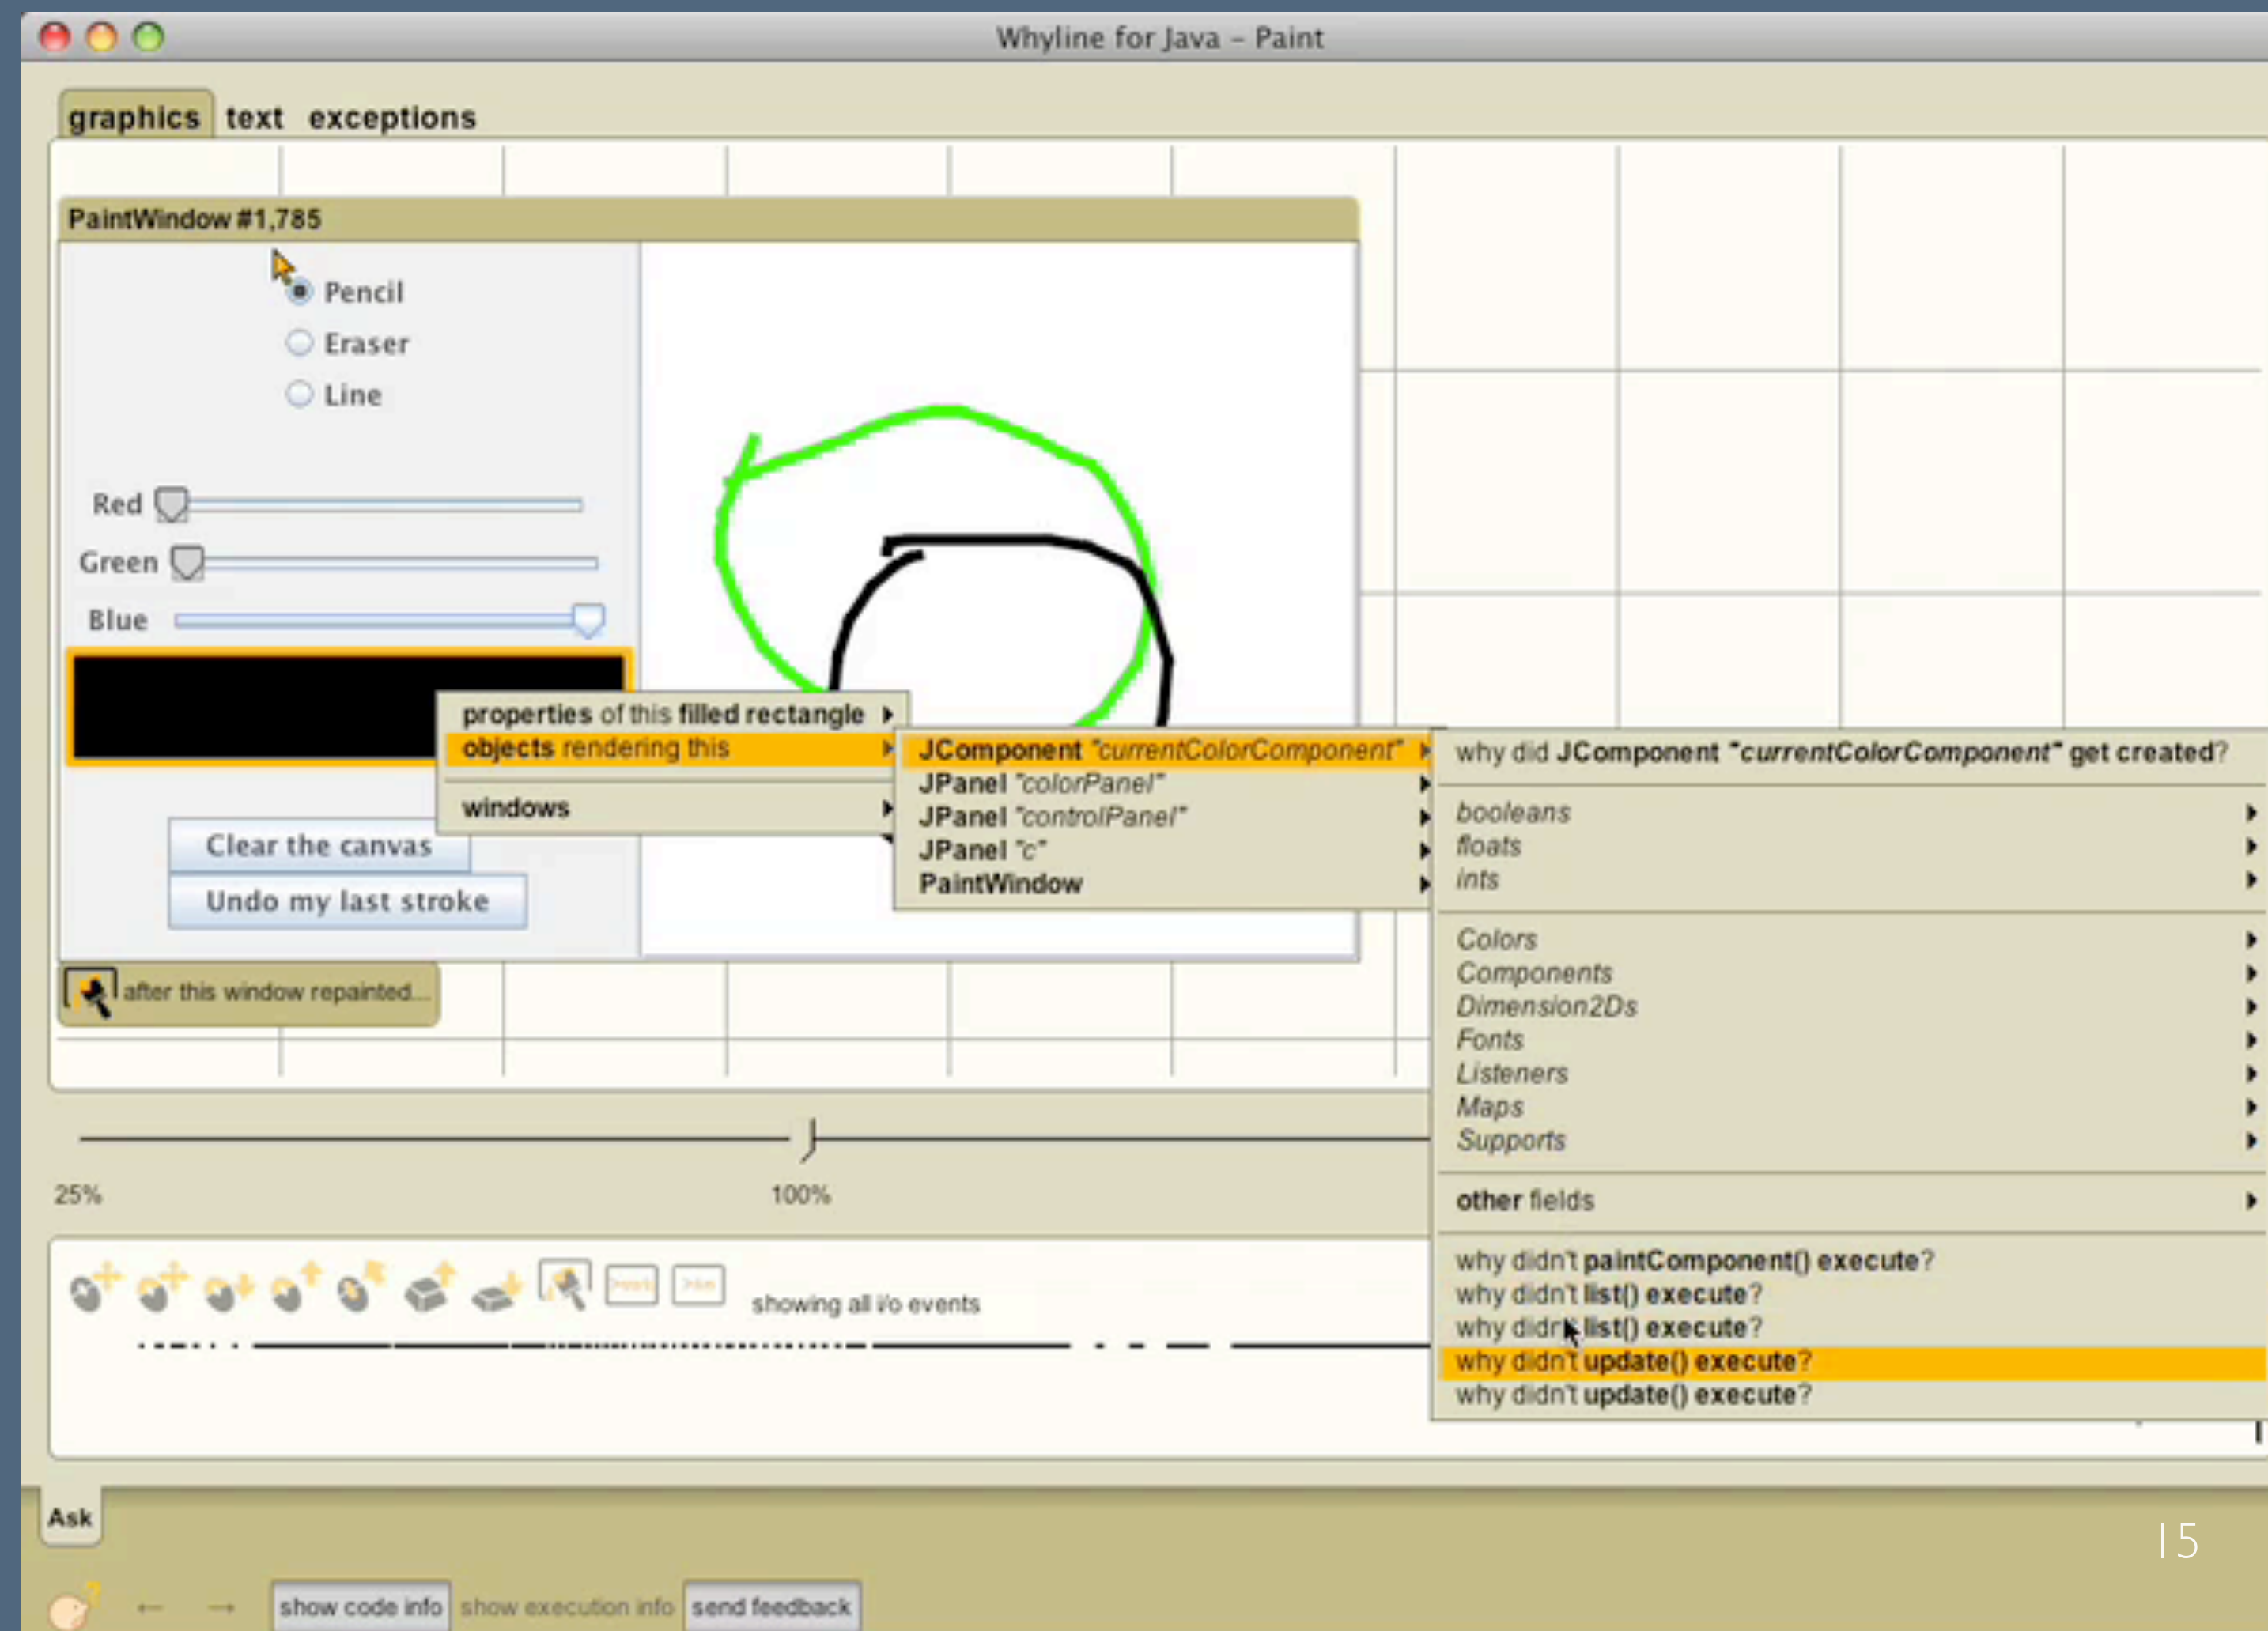 Whyline for Java – Paint
graphics text exceptions
PaintWindow #1,785
Pencil
Eraser
Line
Red
Green
Blue
properties of this filled rectangle
objects rendering this
windows
JComponent "currentColorComponent"
JPanel "colorPanel"
JPanel "controlPanel"
JPanel "c"
PaintWindow
why did JComponent "currentColorComponent" get created?
booleans
floats
ints
Colors
Components
Dimension2Ds
Fonts
Listeners
Maps
Supports
other fields
why didn't paintComponent() execute?
why didn't list() execute?
why didn't list() execute?
why didn't update() execute?
why didn't update() execute?
Clear the canvas
Undo my last stroke
after this window repainted...
25%
100%
showing all i/o events
Ask
15
show code info show execution info send feedback